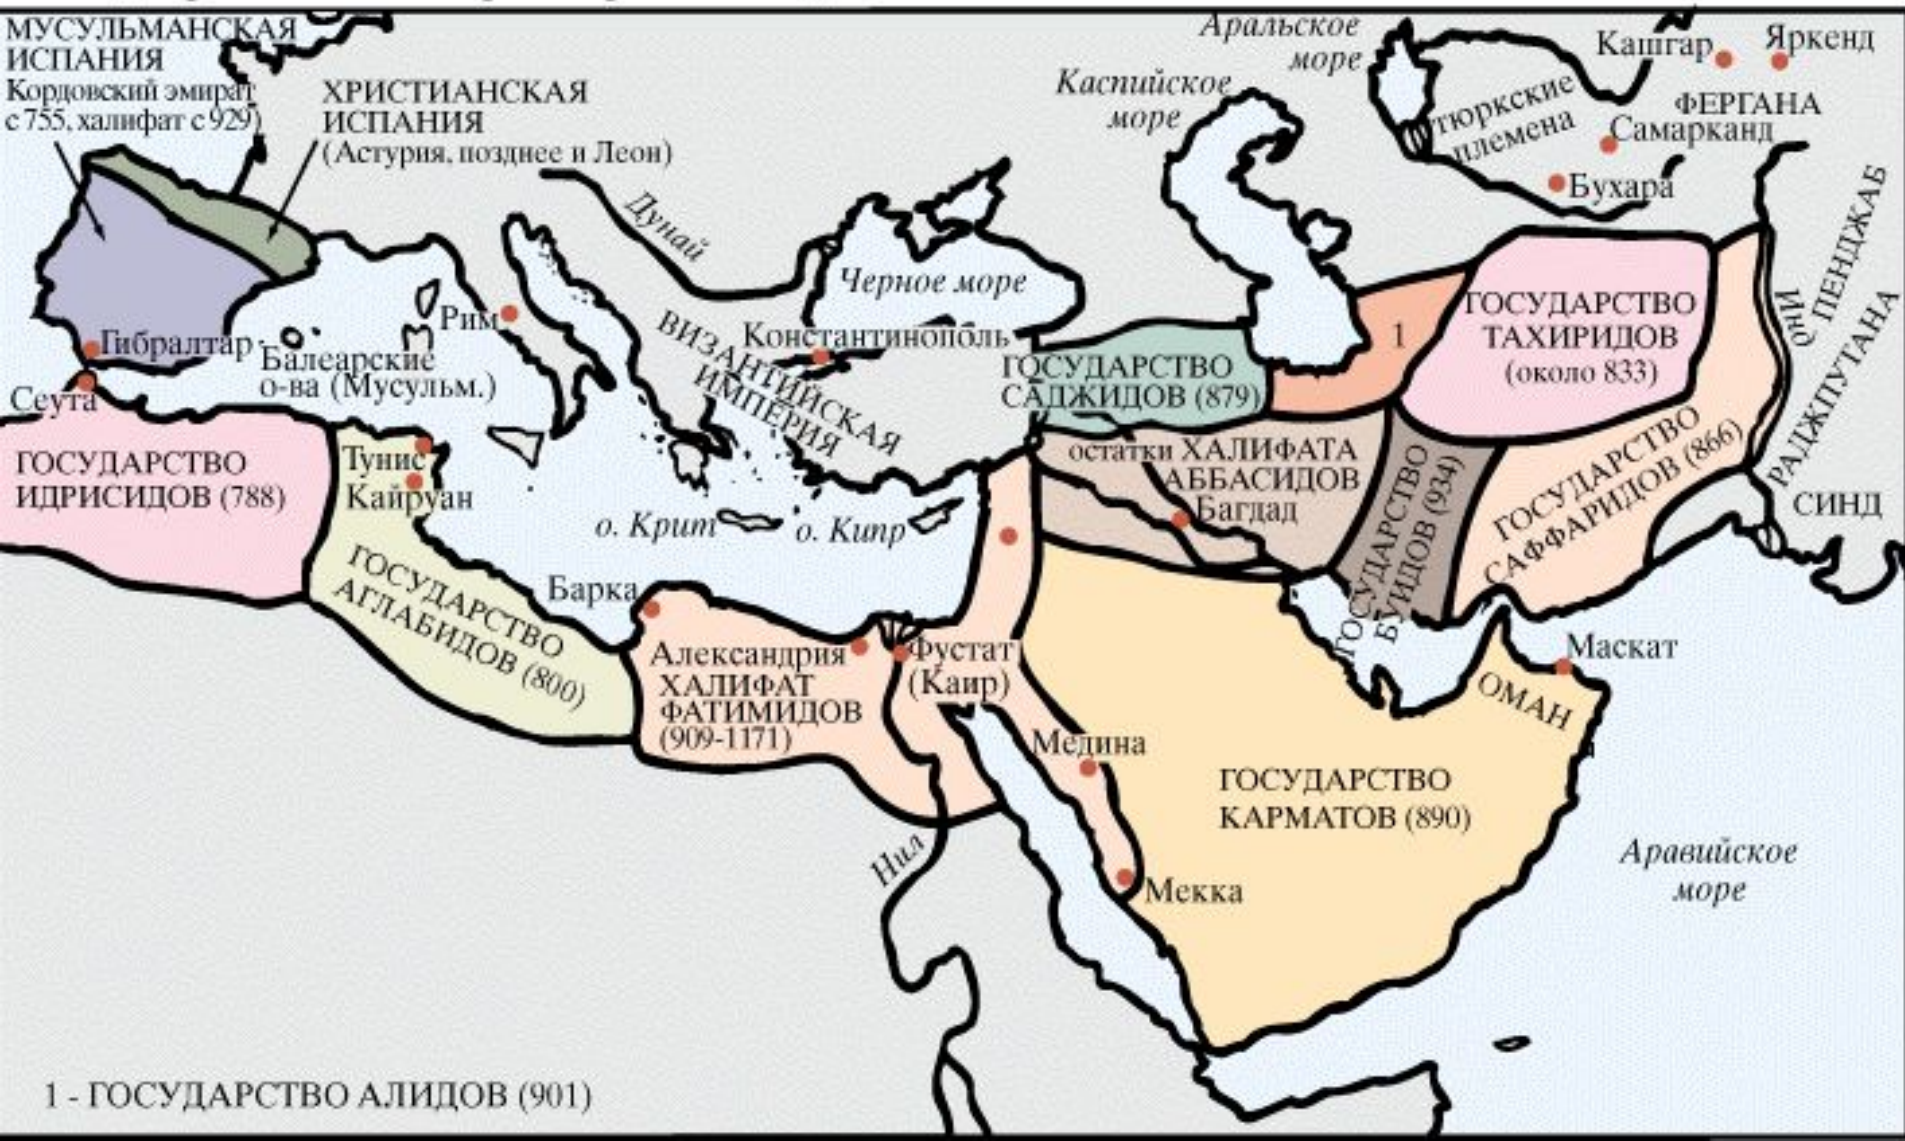 МУСУЛЬМАНСКАЯ
ИСПАНИЯ
Кордовский эмират
с 755, халифат с 929)
ХРИСТИАНСКАЯ
ИСПАНИЯ
(Астурия, позднее и Леон)
Аральское
море
Каспийское
море
Кашгар
Яркенд
ФЕРГАНА
тюркские
племена
Самарканд
Бухара
Дунай
Черное море
ПЕНДЖАБ
Инд
РАДЖПУТАНА
СИНД
Гибралтар
Сеута
Балеарские
о-ва (Мусульм.)
Рим
ВИЗАНТИЙСКАЯ
ИМПЕРИЯ
Константинополь
ГОСУДАРСТВО
САДЖИДОВ (879)
1
ГОСУДАРСТВО
ТАХИРИДОВ
(около 833)
ГОСУДАРСТВО
ИДРИСИДОВ (788)
Тунис
Кайруан
о. Крит
о. Кипр
остатки ХАЛИФАТА
АББАСИДОВ
Багдад
ГОСУДАРСТВО
БУИДОВ (934)
ГОСУДАРСТВО
САФФАРИДОВ (866)
ГОСУДАРСТВО
АГЛАБИДОВ (800)
Барка
Александрия
ХАЛИФАТ
ФАТИМИДОВ
(909-1171)
Фустат
(Каир)
Маскат
ОМАН
Медина
ГОСУДАРСТВО
КАРМАТОВ (890)
Мекка
Нил
Аравийское
море
1 - ГОСУДАРСТВО АЛИДОВ (901)